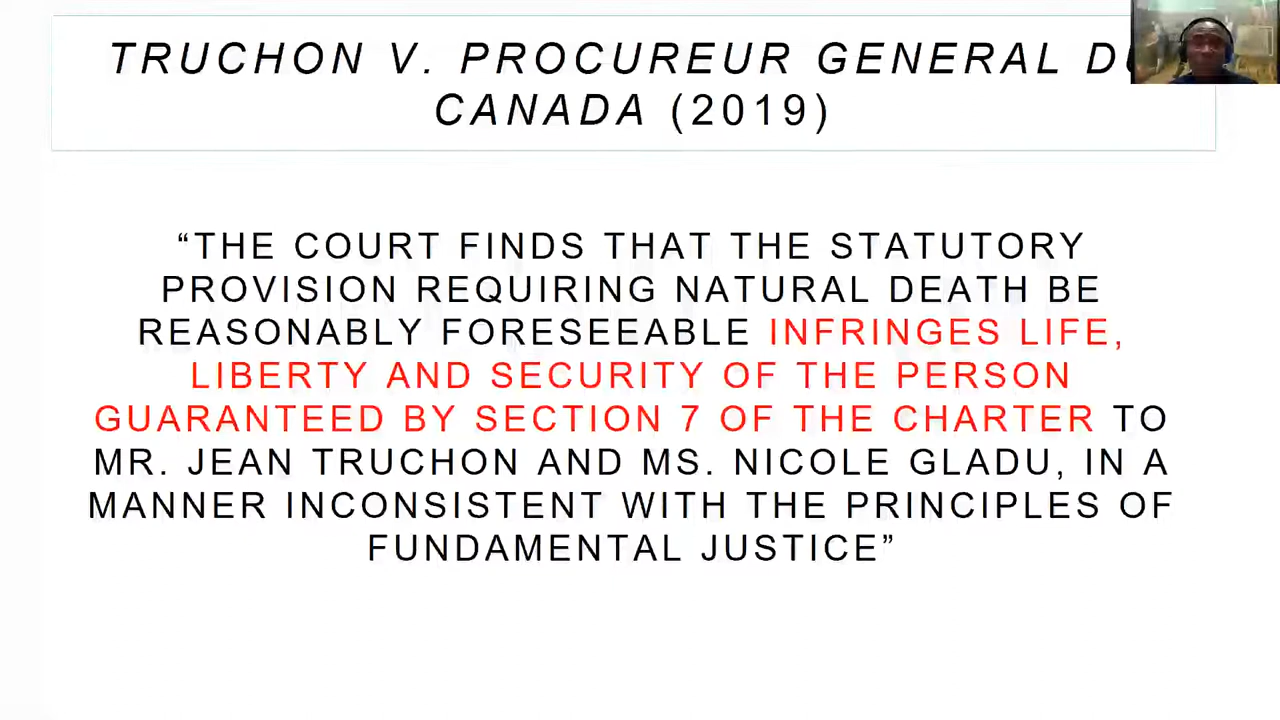 TRUCHON V. PROCUREUR GENERAL DU
CANADA (2019)
“THE COURT FINDS THAT THE STATUTORY
PROVISION REQUIRING NATURAL DEATH BE
REASONABLY FORESEEABLE INFRINGES LIFE,
LIBERTY AND SECURITY OF THE PERSON
GUARANTEED BY SECTION 7 OF THE CHARTER TO
MR. JEAN TRUCHON AND MS. NICOLE GLADU, IN A
MANNER INCONSISTENT WITH THE PRINCIPLES OF
FUNDAMENTAL JUSTICE”